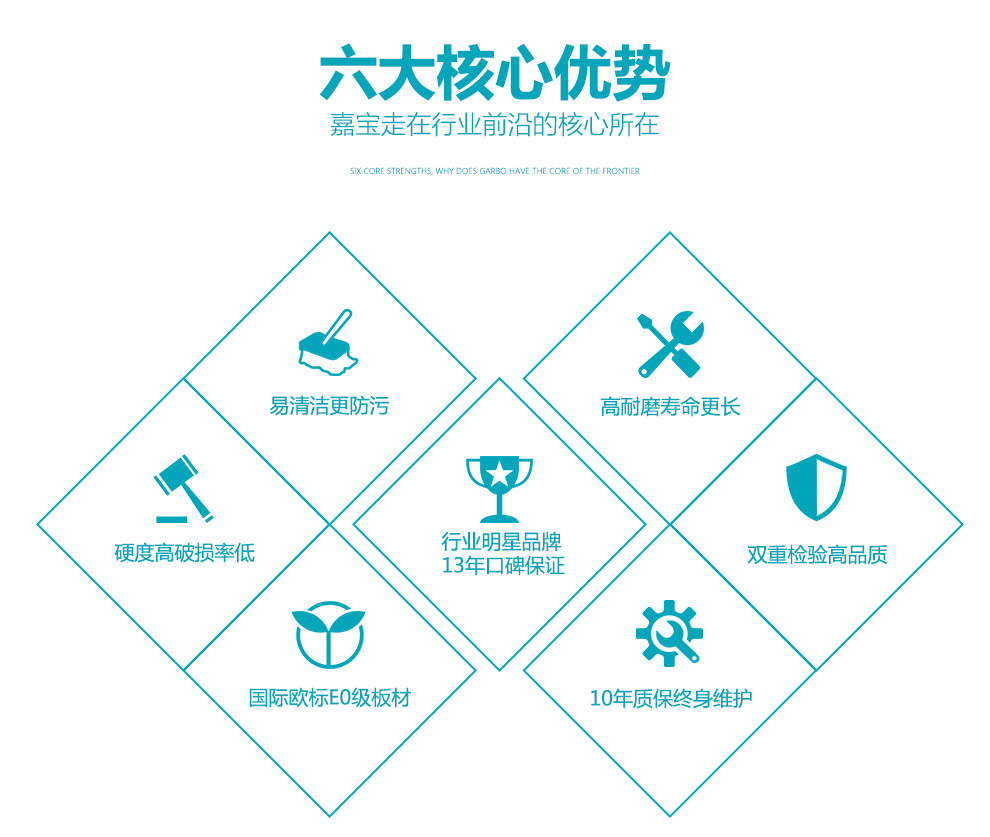 六大核心优势
嘉宝走在行业前沿的核心所在
SIX CORE STRENGTHS, WHY DOES GARBO HAVE THE CORE OF THE FRONTIER
易清洁更防污
高耐磨寿命更长
硬度高破损率低
行业明星品牌
13年口碑保证
双重检验高品质
国际欧标E0级板材
10年质保终身维护